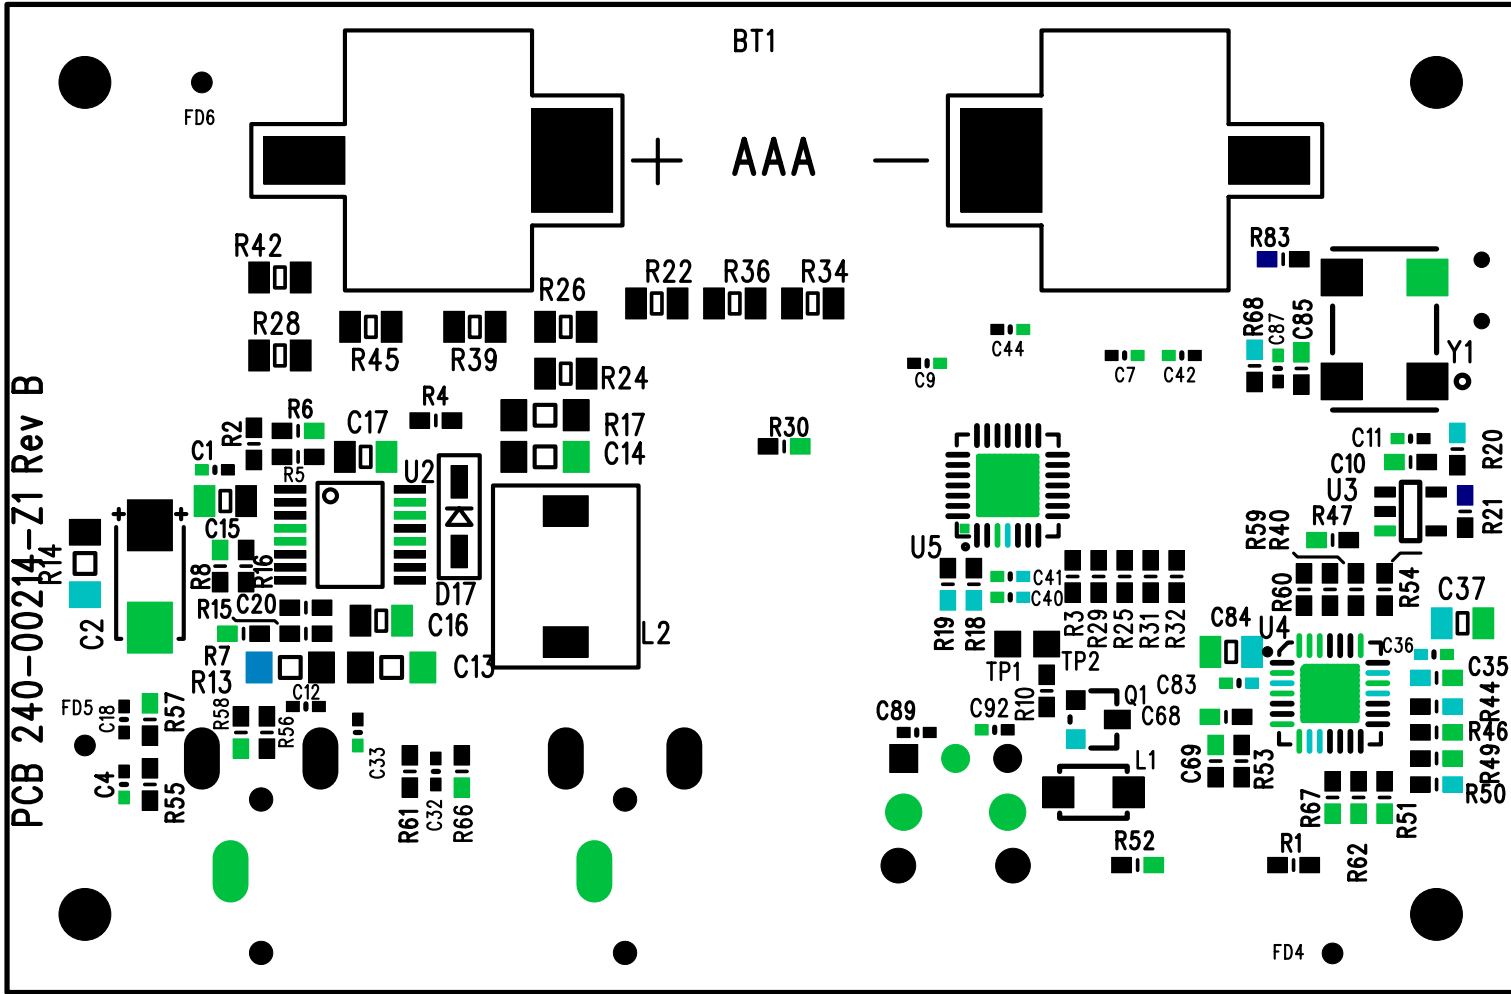 BT1
FD6
+ AAA —
R42
R83
R22
R36
R34
R26
R28
R68
C87
C85
R45
R39
C44
Y1
C9
C7
C42
R24
R4
PCB 240-00214-Z1 Rev B
R6
C17
R17
R30
R2
C11
R20
C1
C14
C10
R5
U2
U3
+ +
R21
C15
R59
R40
R47
U5
R14
R8
R16
C41
R60
R54
D17
C40
R15
C20
C37
C2
C16
R19
R18
R3
R29
R25
R31
R32
C84
U4
L2
R7
C36
R13
C13
TP1
TP2
C35
C12
C83
FD5
C18
R57
R58
R56
R10
Q1
C68
R44
C89
C92
R46
C33
C69
R53
L1
R49
C4
R55
R61
C32
R66
R50
R67
R51
R52
R1
R62
FD4